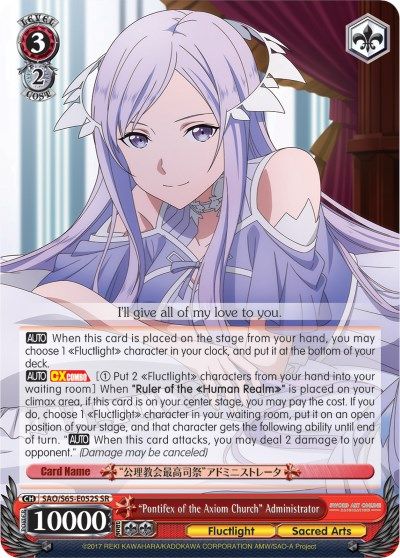 LEVEL
3
2
COST
I'll give all of my love to you.
AUTO When this card is placed on the stage from your hand, you may
choose 1 «Fluctlight» character in your clock, and put it at the bottom of your
deck.
AUTO CX COMBO [① Put 2 «Fluctlight» characters from your hand into your
waiting room] When "Ruler of the «Human Realm»" is placed on your
climax area, if this card is on your center stage, you may pay the cost. If you
do, choose 1 «Fluctlight» character in your waiting room, put it on an open
position of your stage, and that character gets the following ability until end
of turn. "AUTO When this card attacks, you may deal 2 damage to your
opponent." (Damage may be canceled)
Card Name "公理教会最高司祭"アドミニストレータ
CH SAO/S65-E052S SR
"Pontifex of the Axiom Church" Administrator
SWORD ART ONLINE
POWER 10000 SOUL
Fluctlight Sacred Arts
©2017 REKI KAWAHARA/KADOKAWA CORPORATION AMW/SAO-A Project